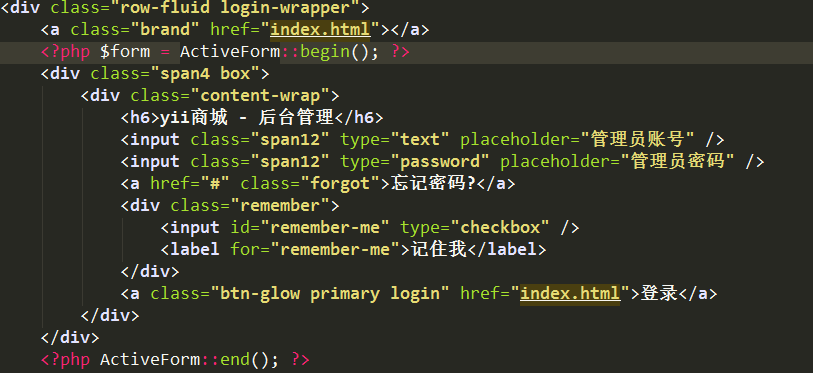 <div class="row-fluid login-wrapper">
<a class="brand" href="index.html"></a>
<?php $form = ActiveForm::begin(); ?>
<div class="span4 box">
<div class="content-wrap">
<h6>yii商城 - 后台管理</h6>
<input class="span12" type="text" placeholder="管理员账号" />
<input class="span12" type="password" placeholder="管理员密码" />
<a href="#" class="forgot">忘记密码?</a>
<div class="remember">
<input id="remember-me" type="checkbox" />
<label for="remember-me">记住我</label>
</div>
<a class="btn-glow primary login" href="index.html">登录</a>
</div>
</div>
<?php ActiveForm::end(); ?>